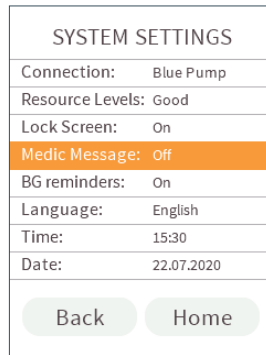 SYSTEM SETTINGS
Connection: Blue Pump
Resource Levels: Good
Lock Screen: On
Medic Message: Off
BG reminders: On
Language: English
Time: 15:30
Date: 22.07.2020
Back Home